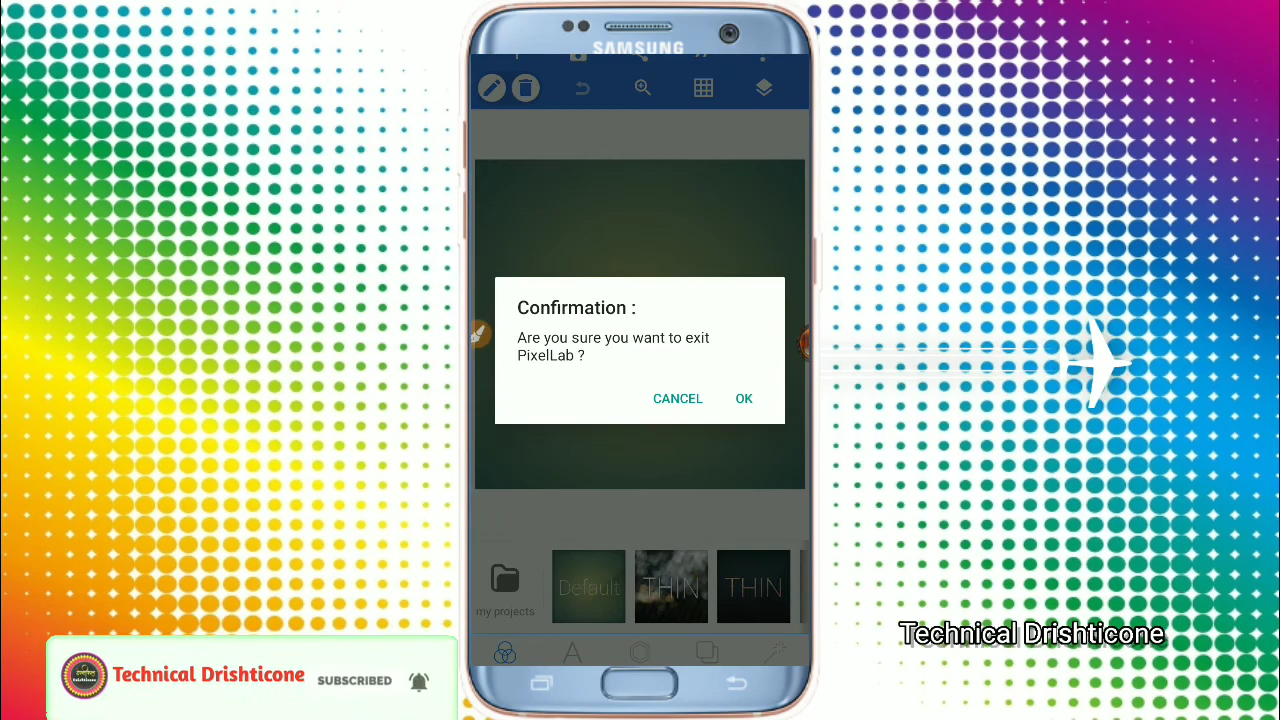 SAMSUNG
Confirmation :
Are you sure you want to exit
PixelLab ?
CANCEL OK
Default
THIN
THIN
my projects
A
Technical Drishticone
Technical Drishticone
SUBSCRIBED